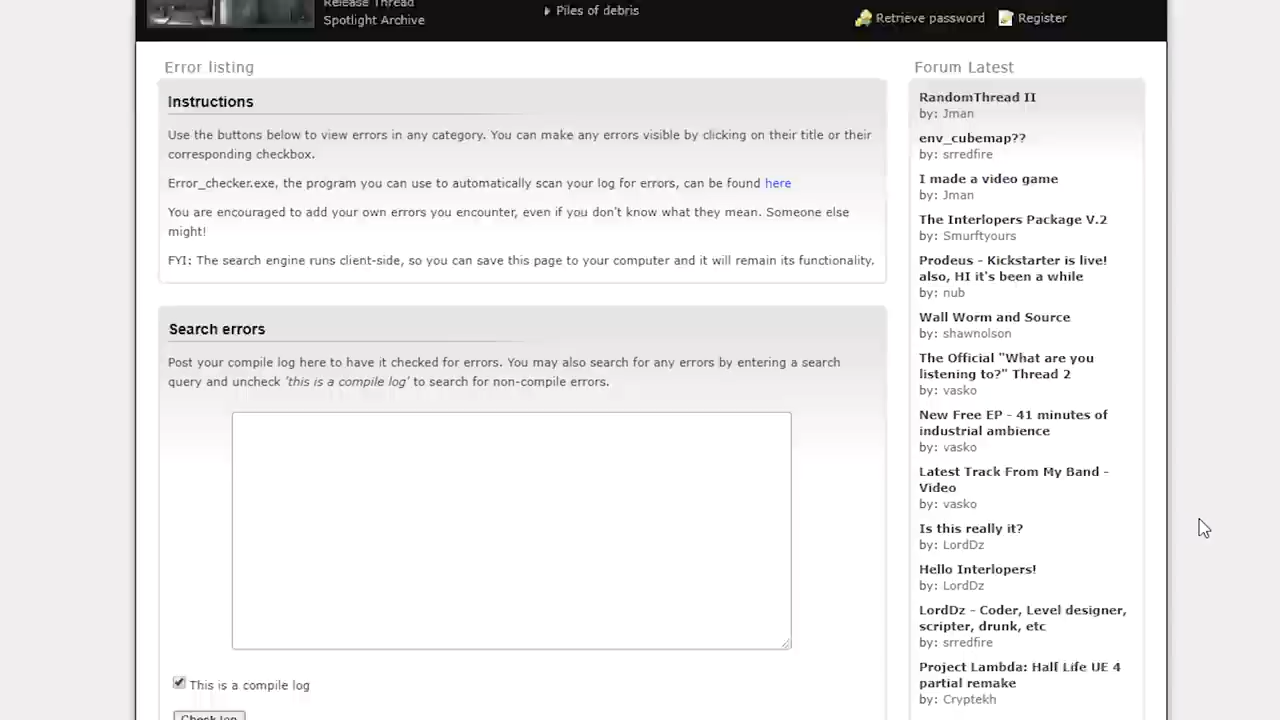 Release Thread
Spotlight Archive
Piles of debris
Retrieve password
Register
Error listing
Instructions
Use the buttons below to view errors in any category. You can make any errors visible by clicking on their title or their
corresponding checkbox.
Error_checker.exe, the program you can use to automatically scan your log for errors, can be found here
You are encouraged to add your own errors you encounter, even if you don't know what they mean. Someone else
might!
FYI: The search engine runs client-side, so you can save this page to your computer and it will remain its functionality.
Search errors
Post your compile log here to have it checked for errors. You may also search for any errors by entering a search
query and uncheck 'this is a compile log' to search for non-compile errors.
This is a compile log
Check log
Forum Latest
RandomThread II
by: Jman
env_cubemap??
by: srredfire
I made a video game
by: Jman
The Interlopers Package V.2
by: Smurftyours
Prodeus - Kickstarter is live!
also, HI it's been a while
by: nub
Wall Worm and Source
by: shawnolson
The Official "What are you
listening to?" Thread 2
by: vasko
New Free EP - 41 minutes of
industrial ambience
by: vasko
Latest Track From My Band -
Video
by: vasko
Is this really it?
by: LordDz
Hello Interlopers!
by: LordDz
LordDz - Coder, Level designer,
scripter, drunk, etc
by: srredfire
Project Lambda: Half Life UE 4
partial remake
by: Cryptekh